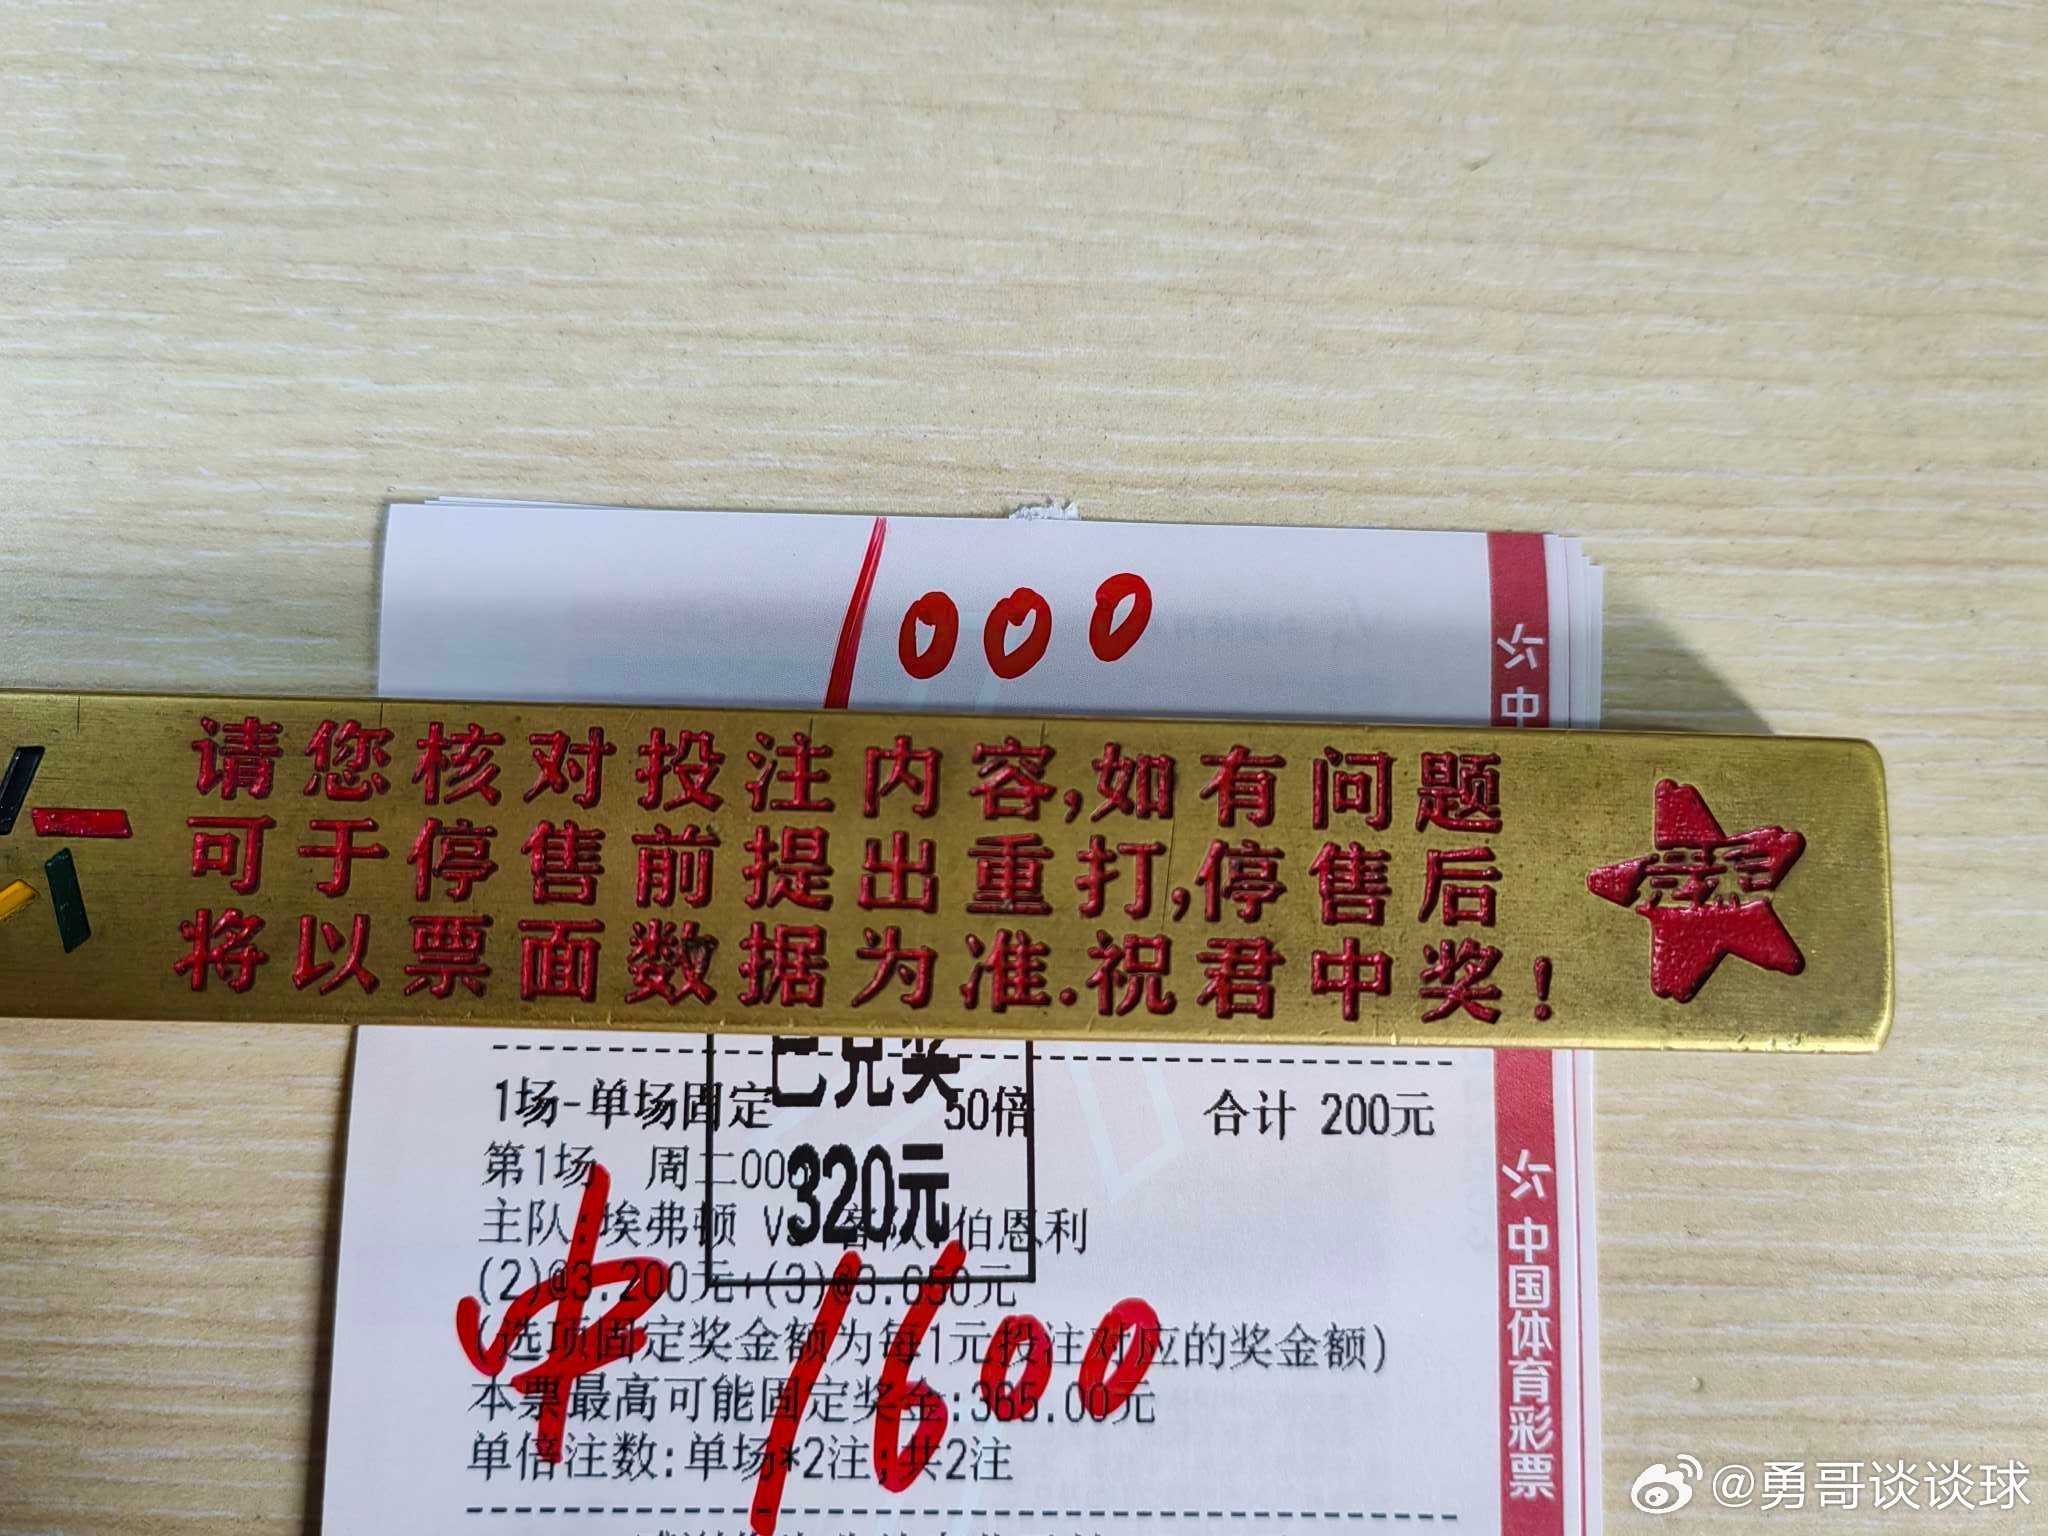 1000
中
请您核对投注内容,如有问题
可于停售前提出重打,停售后
将以票面数据为准.祝君中奖!
已兑奖
320元
1场-单场固定 50倍 合计 200元
第1场 周二00
主队:埃弗顿 VS 客队:伯恩利
(2)@3.200元+(3)@3.650元
(选项固定奖金额为每1元投注对应的奖金额)
本票最高可能固定奖金:365.00元
单倍注数:单场*2注;共2注
中1600
中国体育彩票
@勇哥谈谈球